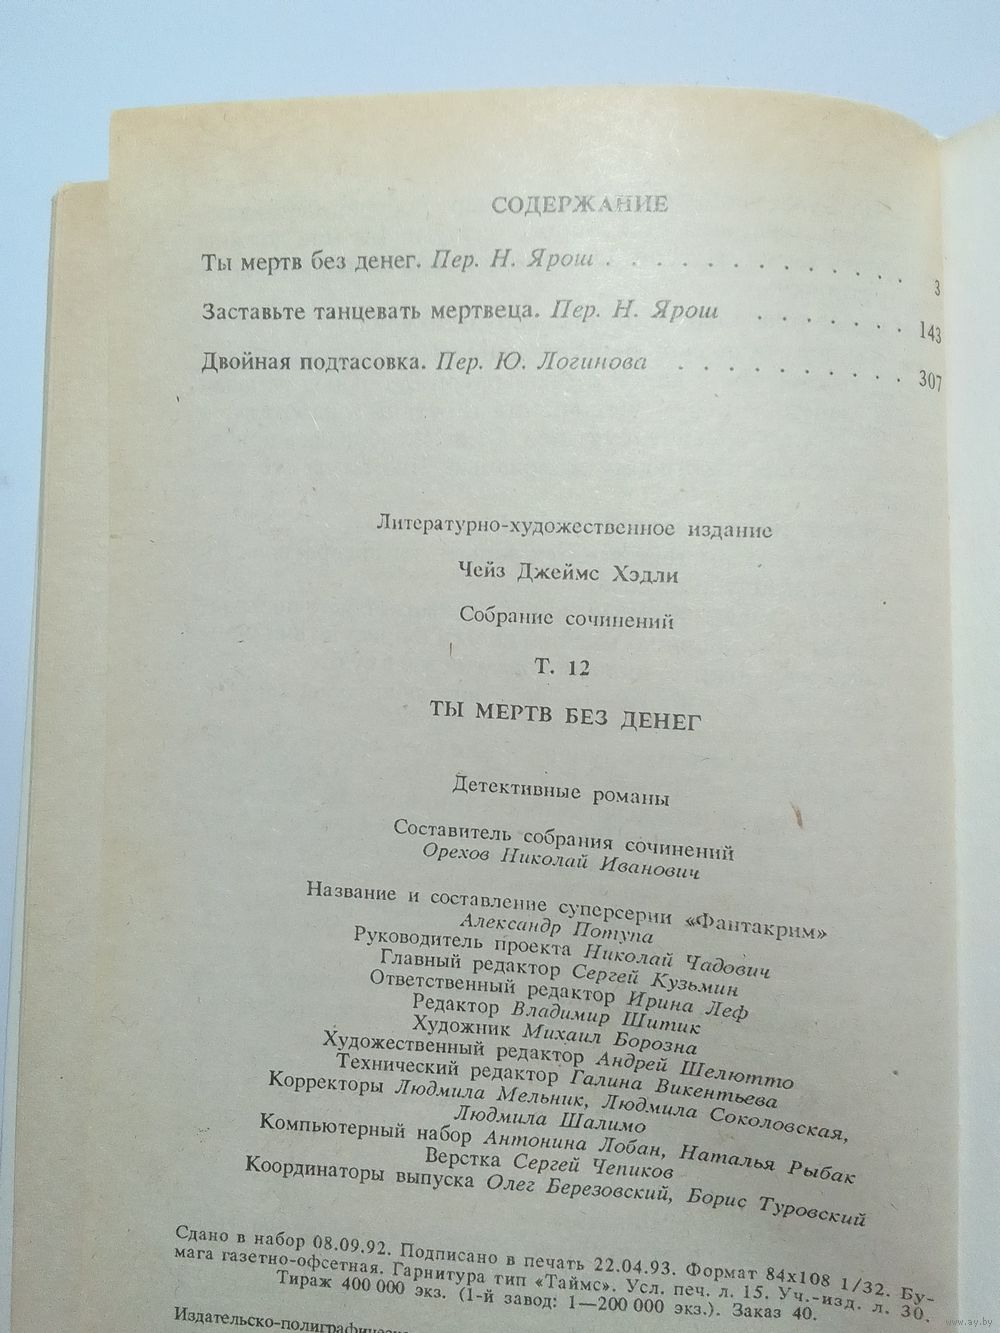 СОДЕРЖАНИЕ
Ты мертв без денег. Пер. Н. Ярош . . . . . . . . . . . . . 3
Заставьте танцевать мертвеца. Пер. Н. Ярош . . . . . . . 143
Двойная подтасовка. Пер. Ю. Логинова . . . . . . . . . . 307
Литературно-художественное издание
Чейз Джеймс Хэдли
Собрание сочинений
Т. 12
ТЫ МЕРТВ БЕЗ ДЕНЕГ
Детективные романы
Составитель собрания сочинений
Орехов Николай Иванович
Название и составление суперсерии «Фантакрим»
Александр Потупа
Руководитель проекта Николай Чадович
Главный редактор Сергей Кузьмин
Ответственный редактор Ирина Леф
Редактор Владимир Шитик
Художник Михаил Борозна
Художественный редактор Андрей Шелютто
Технический редактор Галина Викентьева
Корректоры Людмила Мельник, Людмила Соколовская,
Людмила Шалимо
Компьютерный набор Антонина Лобан, Наталья Рыбак
Верстка Сергей Чепиков
Координаторы выпуска Олег Березовский, Борис Туровский
Сдано в набор 08.09.92. Подписано в печать 22.04.93. Формат 84х108 1/32. Бу-
мага газетно-офсетная. Гарнитура тип «Таймс». Усл. печ. л. 15. Уч.-изд. л. 30.
Тираж 400 000 экз. (1-й завод: 1—200 000 экз.). Заказ 40.
www.ay.by